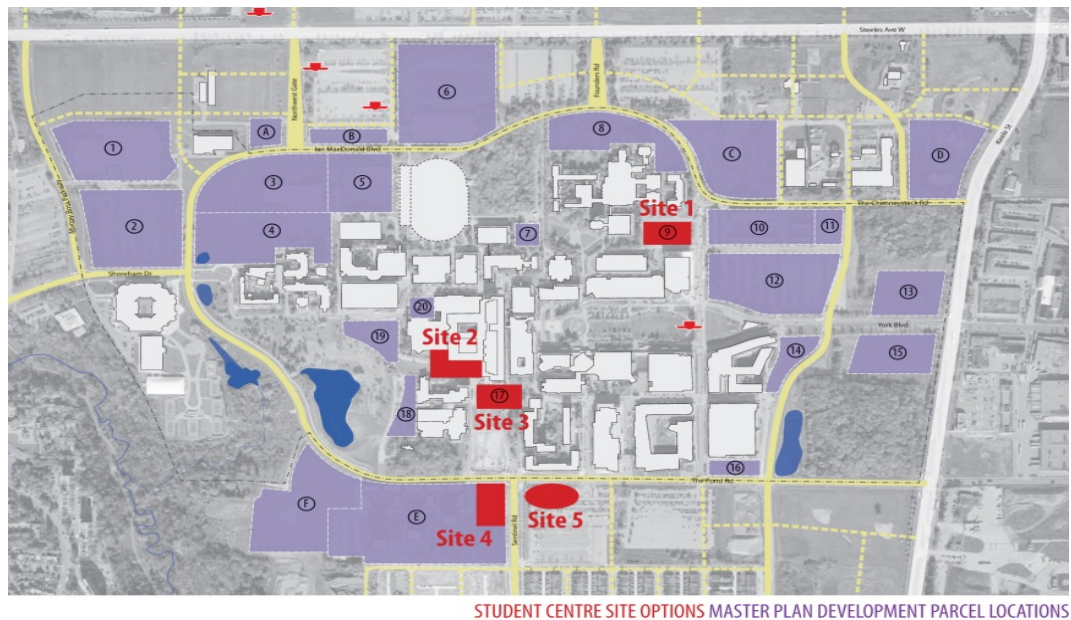 Steeles Ave W
Northwest Gate
Founders Rd
6
A
B
8
C
D
Keele St
1
Ian MacDonald Blvd
3
5
2
4
The Chimneystack Rd
Site 1
7
9
10
11
Shoreham Dr
12
13
20
19
Site 2
York Blvd
14
15
17
18
Site 3
16
The Pond Rd
F
E
Site 4
Sentinel Rd
Site 5
STUDENT CENTRE SITE OPTIONS MASTER PLAN DEVELOPMENT PARCEL LOCATIONS